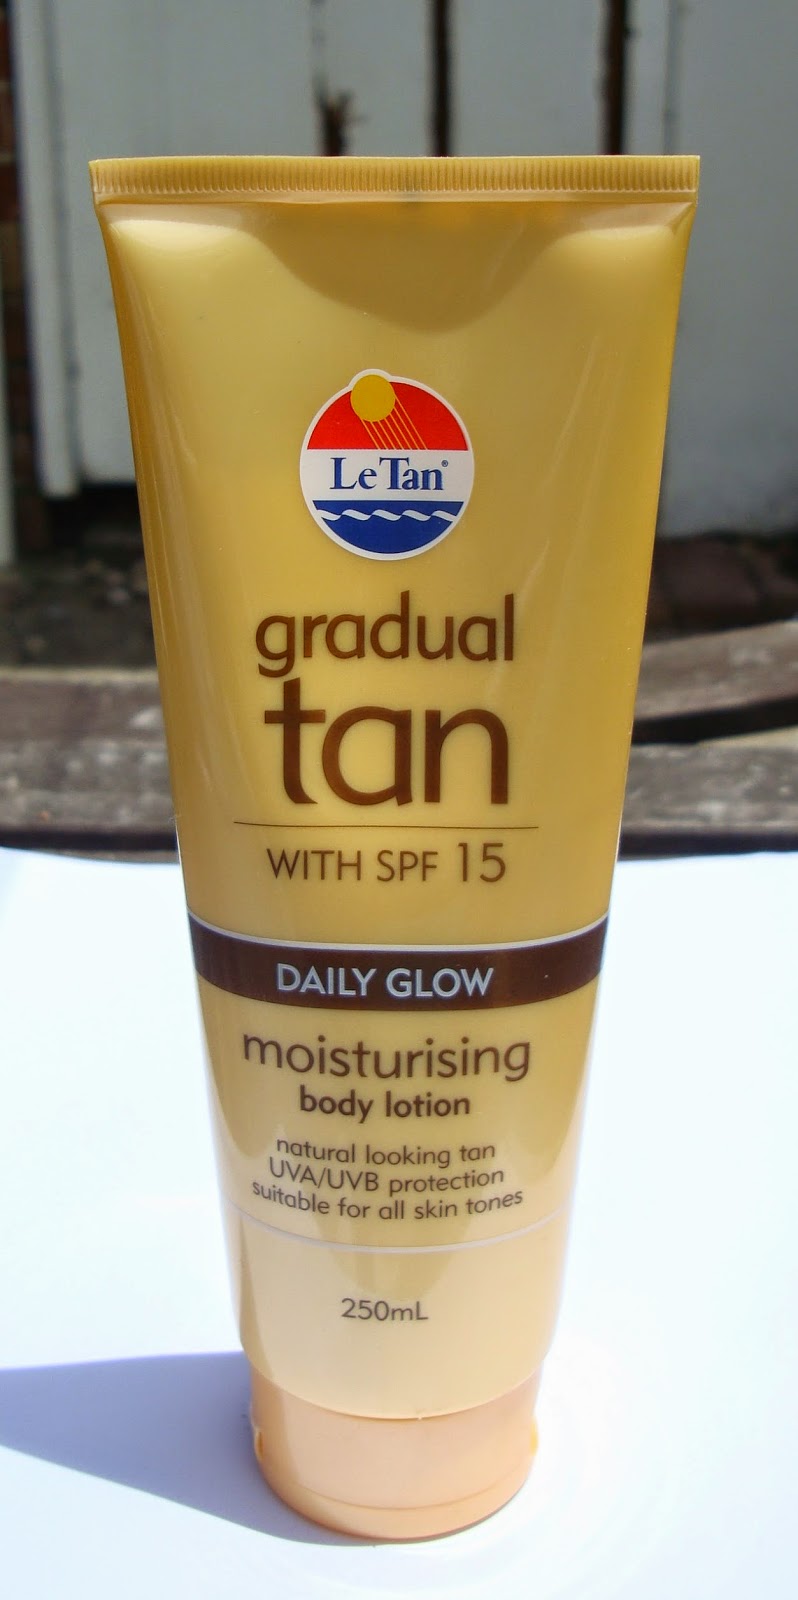 Le Tan®
gradual
tan
WITH SPF 15
DAILY GLOW
moisturising
body lotion
natural looking tan
UVA/UVB protection
suitable for all skin tones
250mL